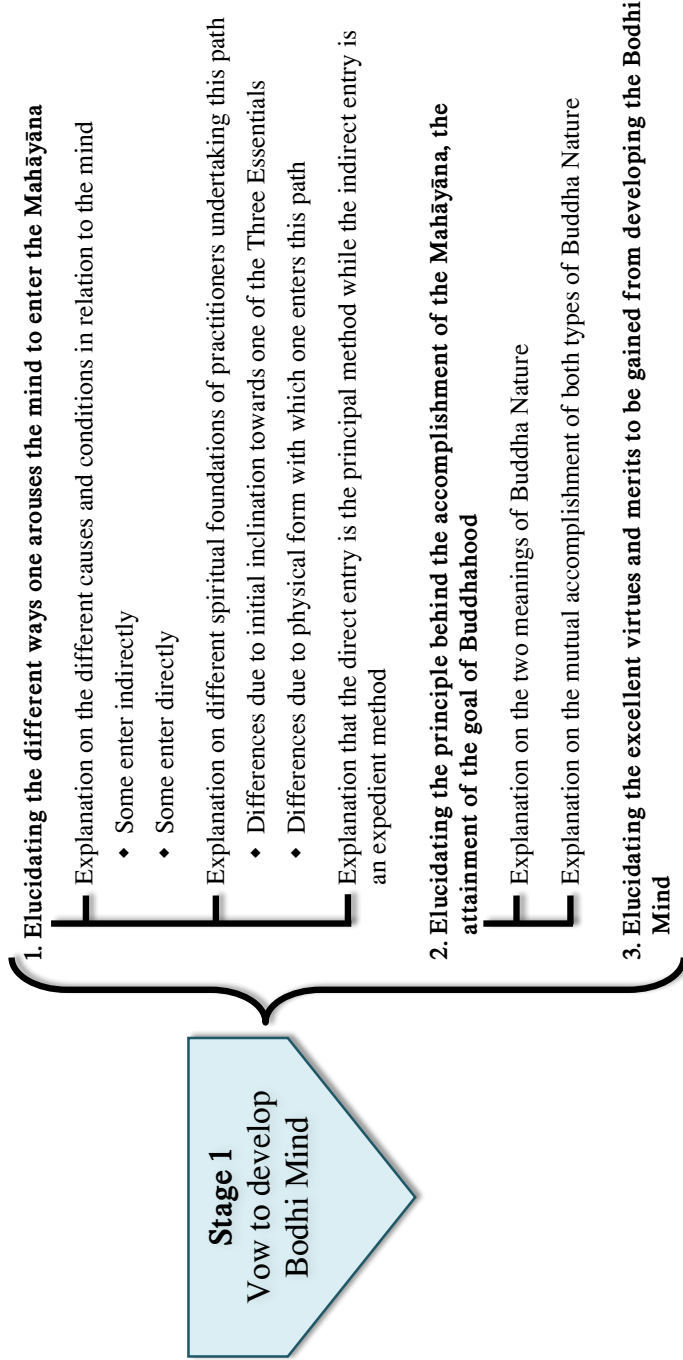 Stage 1
Vow to develop
Bodhi Mind
1. Elucidating the different ways one arouses the mind to enter the Mahāyāna
Explanation on the different causes and conditions in relation to the mind
⬥ Some enter indirectly
⬥ Some enter directly
Explanation on different spiritual foundations of practitioners undertaking this path
⬥ Differences due to initial inclination towards one of the Three Essentials
⬥ Differences due to physical form with which one enters this path
Explanation that the direct entry is the principal method while the indirect entry is
an expedient method
2. Elucidating the principle behind the accomplishment of the Mahāyāna, the
attainment of the goal of Buddhahood
Explanation on the two meanings of Buddha Nature
Explanation on the mutual accomplishment of both types of Buddha Nature
3. Elucidating the excellent virtues and merits to be gained from developing the Bodhi
Mind